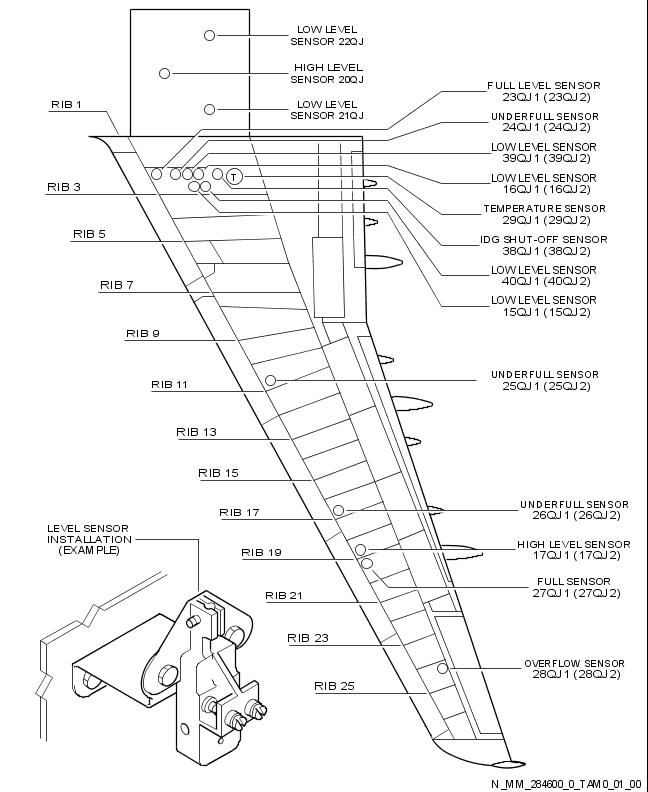 LOW LEVEL
SENSOR 22QJ
HIGH LEVEL
SENSOR 20QJ
LOW LEVEL
SENSOR 21QJ
RIB 1
RIB 3
RIB 5
RIB 7
RIB 9
RIB 11
RIB 13
RIB 15
RIB 17
RIB 19
RIB 21
RIB 23
RIB 25
T
FULL LEVEL SENSOR
23QJ1 (23QJ2)
UNDERFULL SENSOR
24QJ1 (24QJ2)
LOW LEVEL SENSOR
39QJ1 (39QJ2)
LOW LEVEL SENSOR
16QJ1 (16QJ2)
TEMPERATURE SENSOR
29QJ1 (29QJ2)
IDG SHUT-OFF SENSOR
38QJ1 (38QJ2)
LOW LEVEL SENSOR
40QJ1 (40QJ2)
LOW LEVEL SENSOR
15QJ1 (15QJ2)
UNDERFULL SENSOR
25QJ1 (25QJ2)
UNDERFULL SENSOR
26QJ1 (26QJ2)
HIGH LEVEL SENSOR
17QJ1 (17QJ2)
FULL SENSOR
27QJ1 (27QJ2)
OVERFLOW SENSOR
28QJ1 (28QJ2)
LEVEL SENSOR
INSTALLATION
(EXAMPLE)
N_MM_284600_0_TAM0_01_00